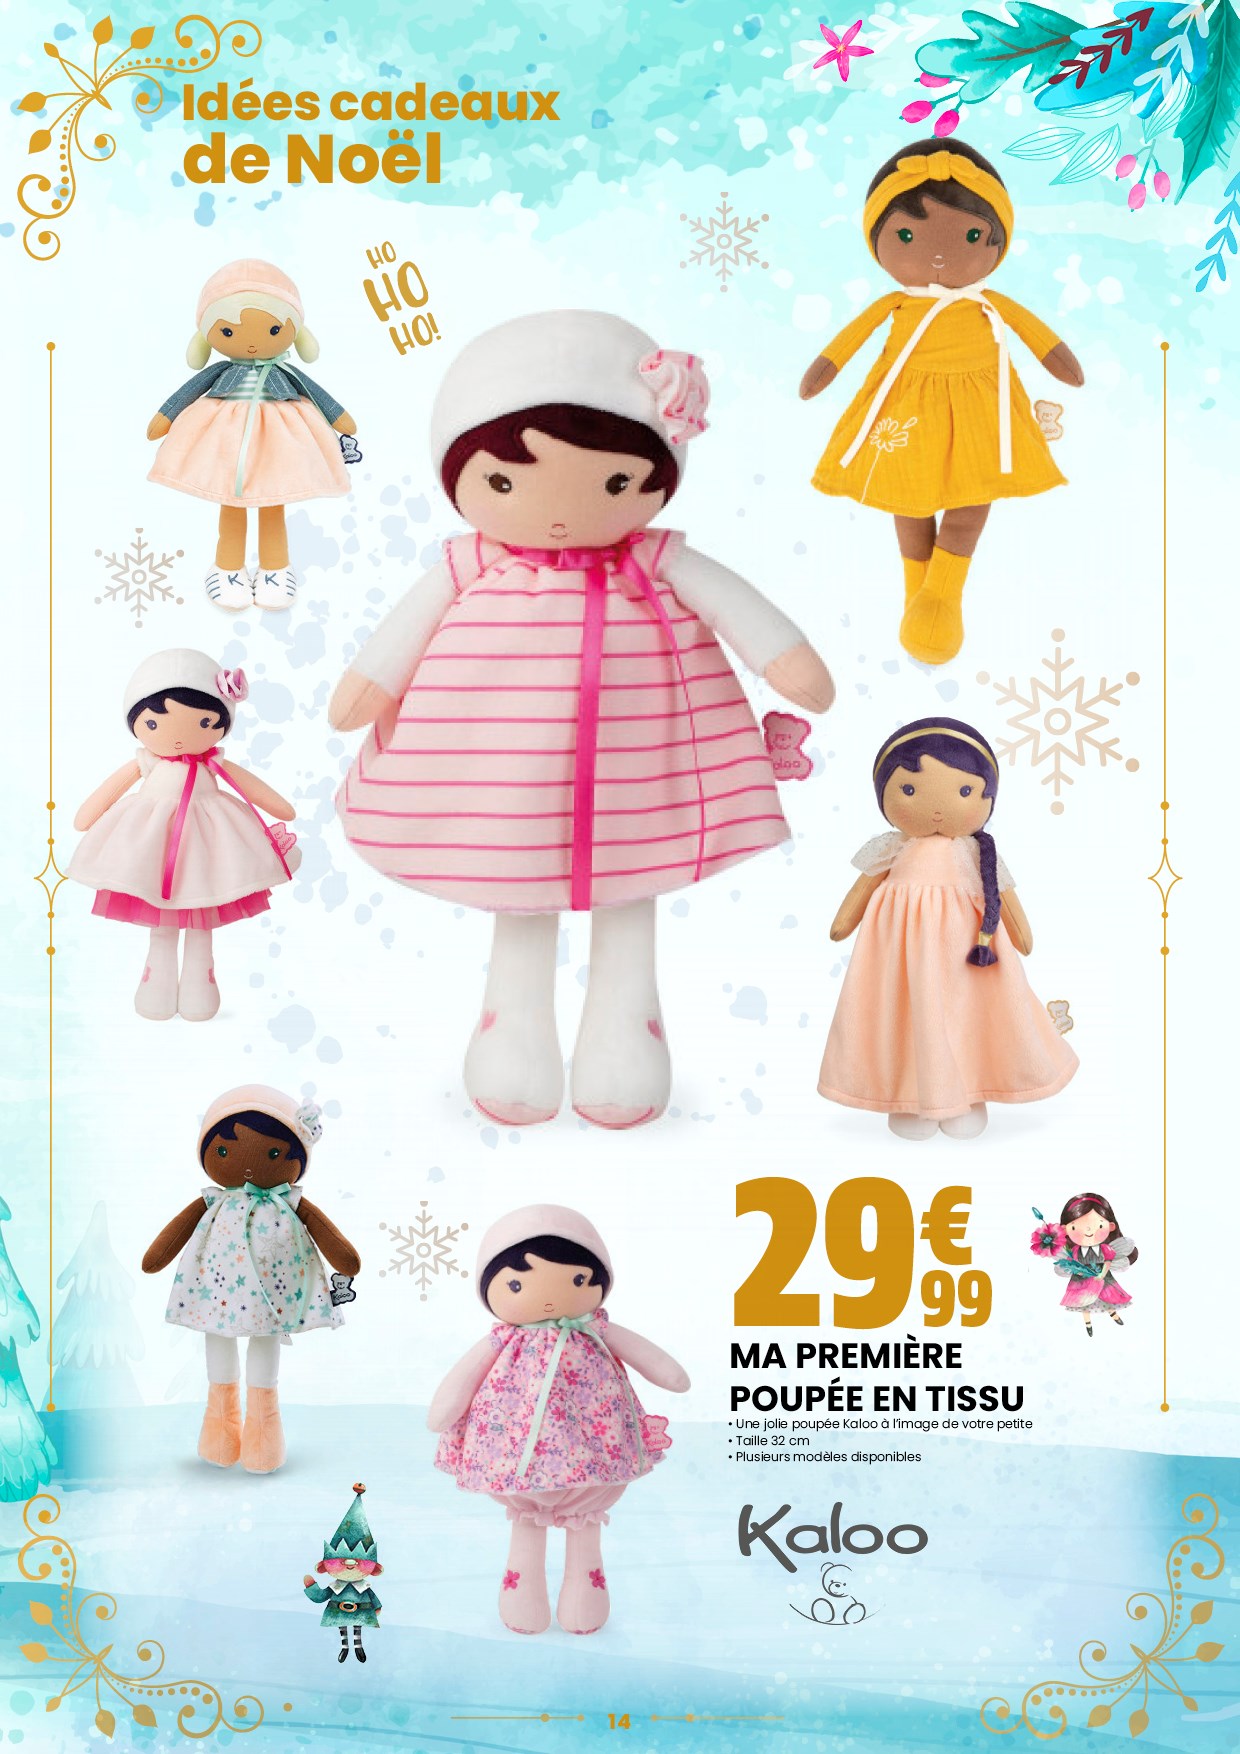 Idées cadeaux
de Noël
HO
HO
HO!
29€99
MA PREMIÈRE
POUPÉE EN TISSU
• Une jolie poupée Kaloo à l'image de votre petite
• Taille 32 cm
• Plusieurs modèles disponibles
Kaloo
14